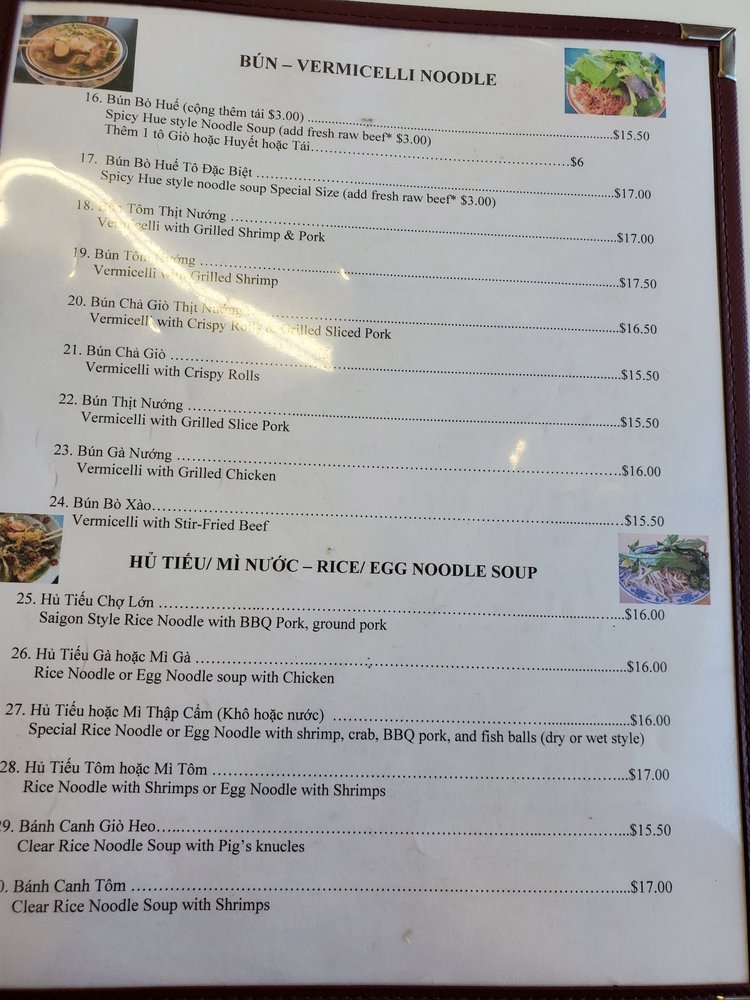 BÚN – VERMICELLI NOODLE
16. Bún Bò Huế (cộng thêm tái $3.00) ........ $15.50
Spicy Hue style Noodle Soup (add fresh raw beef* $3.00)
Thêm 1 tô Giò hoặc Huyết hoặc Tái........ $6
17. Bún Bò Huế Tô Đặc Biệt ........ $17.00
Spicy Hue style noodle soup Special Size (add fresh raw beef* $3.00)
18. Tôm Thịt Nướng ........ $17.00
Vermicelli with Grilled Shrimp & Pork
19. Bún Tôm Nướng ........ $17.50
Vermicelli with Grilled Shrimp
20. Bún Chả Giò Thịt Nướng ........ $16.50
Vermicelli with Crispy Rolls & Grilled Sliced Pork
21. Bún Chả Giò ........ $15.50
Vermicelli with Crispy Rolls
22. Bún Thịt Nướng ........ $15.50
Vermicelli with Grilled Slice Pork
23. Bún Gà Nướng ........ $16.00
Vermicelli with Grilled Chicken
24. Bún Bò Xào........ $15.50
Vermicelli with Stir-Fried Beef
HỦ TIẾU/ MÌ NƯỚC – RICE/ EGG NOODLE SOUP
25. Hủ Tiếu Chợ Lớn ........ $16.00
Saigon Style Rice Noodle with BBQ Pork, ground pork
26. Hủ Tiếu Gà hoặc Mì Gà ........ $16.00
Rice Noodle or Egg Noodle soup with Chicken
27. Hủ Tiếu hoặc Mì Thập Cẩm (Khô hoặc nước) ........ $16.00
Special Rice Noodle or Egg Noodle with shrimp, crab, BBQ pork, and fish balls (dry or wet style)
28. Hủ Tiếu Tôm hoặc Mì Tôm ........ $17.00
Rice Noodle with Shrimps or Egg Noodle with Shrimps
9. Bánh Canh Giò Heo........ $15.50
Clear Rice Noodle Soup with Pig's knucles
. Bánh Canh Tôm ........ $17.00
Clear Rice Noodle Soup with Shrimps